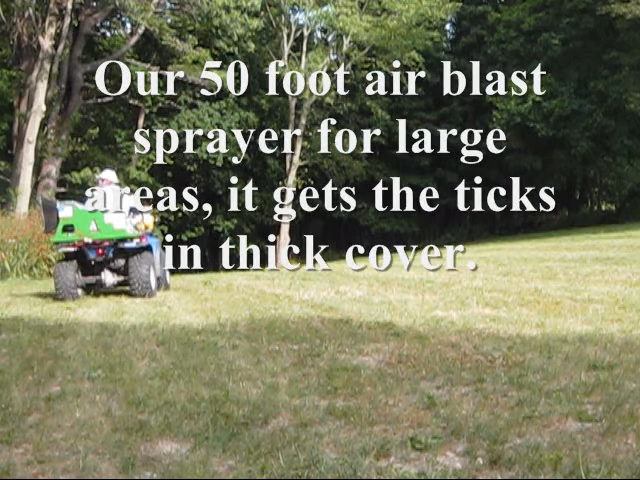 Our 50 foot air blast
sprayer for large
areas, it gets the ticks
in thick cover.